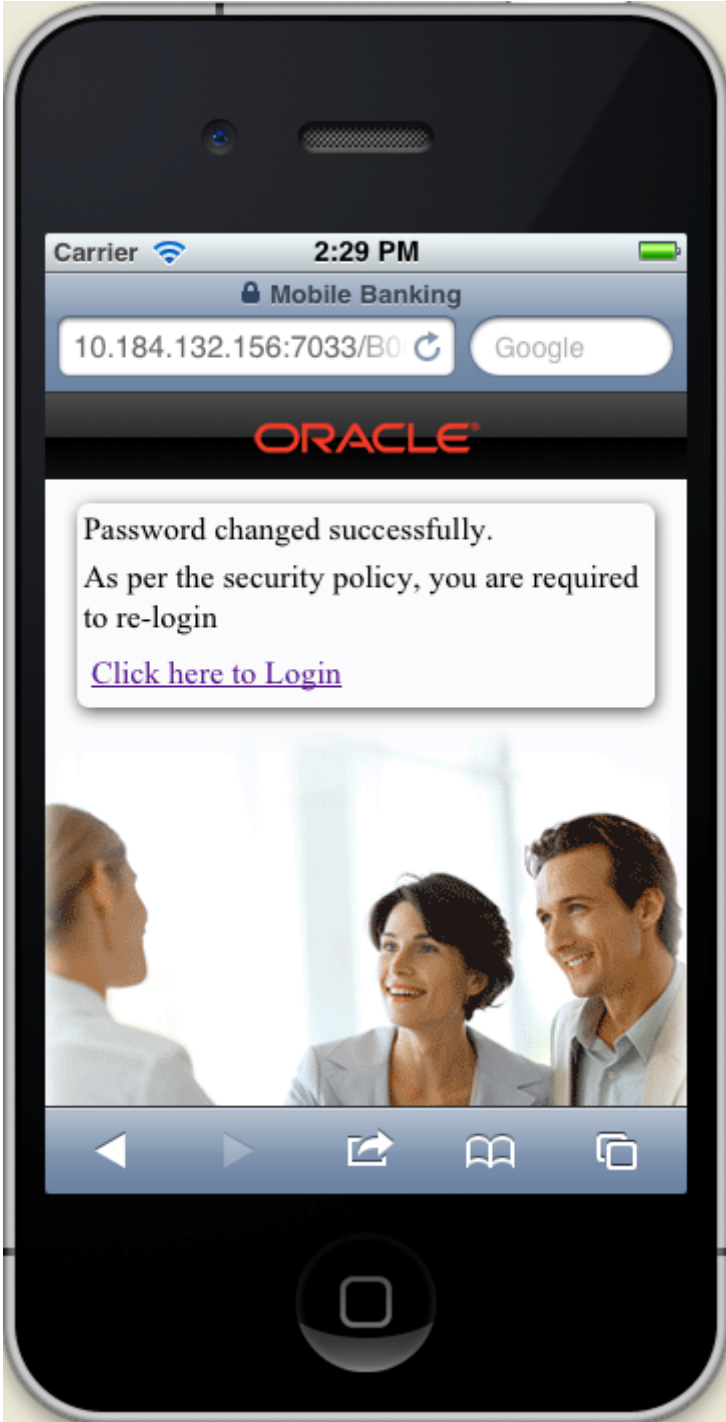 Carrier 2:29 PM
Mobile Banking
10.184.132.156:7033/B0 Google
ORACLE®
Password changed successfully.
As per the security policy, you are required
to re-login
Click here to Login